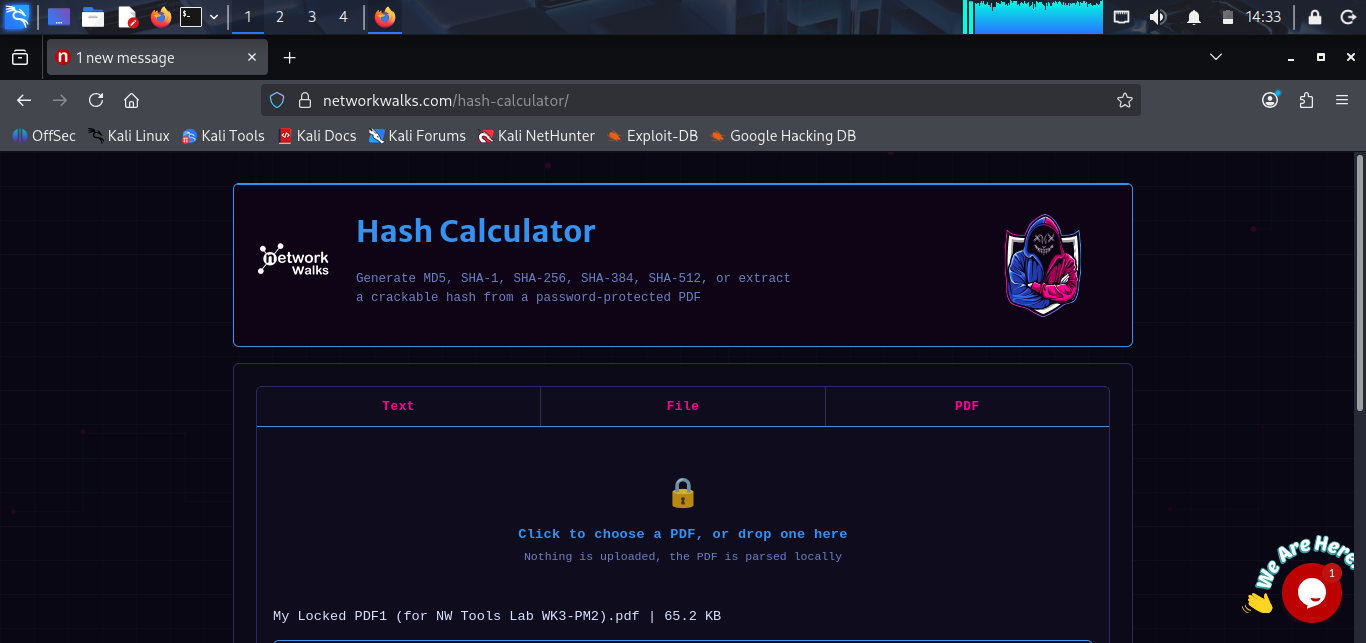 1 2 3 4 14:33
1 new message
networkwalks.com/hash-calculator/
OffSec Kali Linux Kali Tools Kali Docs Kali Forums Kali NetHunter Exploit-DB Google Hacking DB
network
Walks
Hash Calculator
Generate MD5, SHA-1, SHA-256, SHA-384, SHA-512, or extract
a crackable hash from a password-protected PDF
Text File PDF
Click to choose a PDF, or drop one here
Nothing is uploaded, the PDF is parsed locally
We Are Here!
1
My Locked PDF1 (for NW Tools Lab WK3-PM2).pdf | 65.2 KB